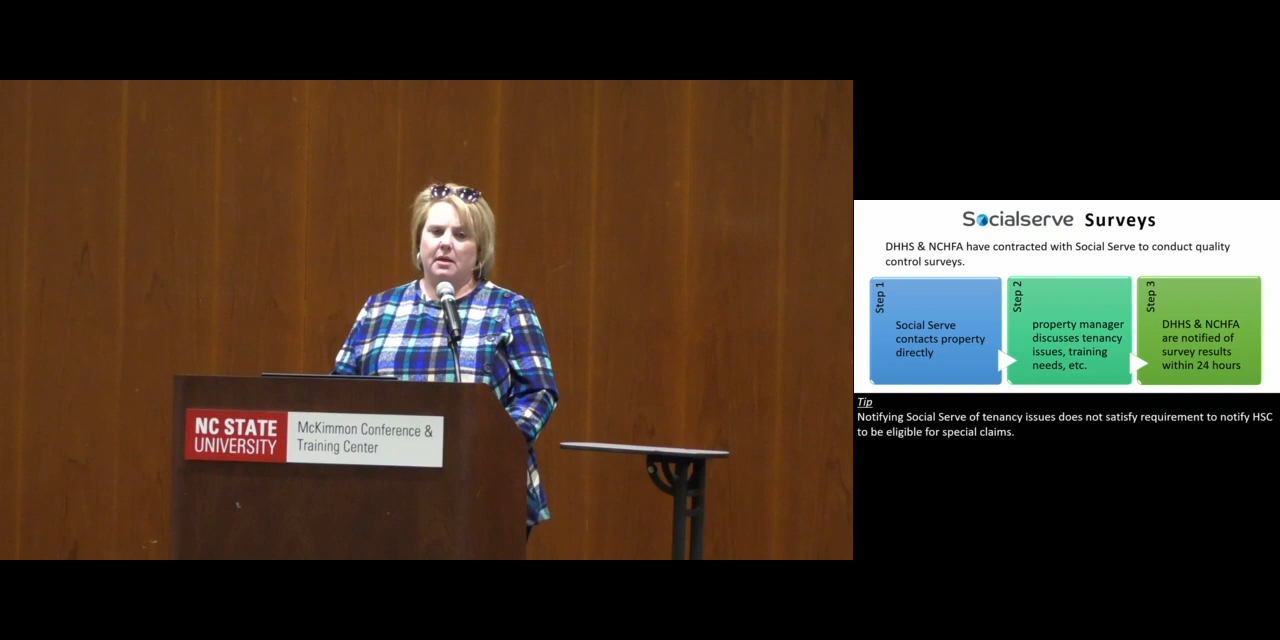 NC STATE
UNIVERSITY
McKimmon Conference &
Training Center
Socialserve Surveys
DHHS & NCHFA have contracted with Social Serve to conduct quality
control surveys.
Step 1
Social Serve
contacts property
directly
Step 2
property manager
discusses tenancy
issues, training
needs, etc.
Step 3
DHHS & NCHFA
are notified of
survey results
within 24 hours
Tip
Notifying Social Serve of tenancy issues does not satisfy requirement to notify HSC
to be eligible for special claims.